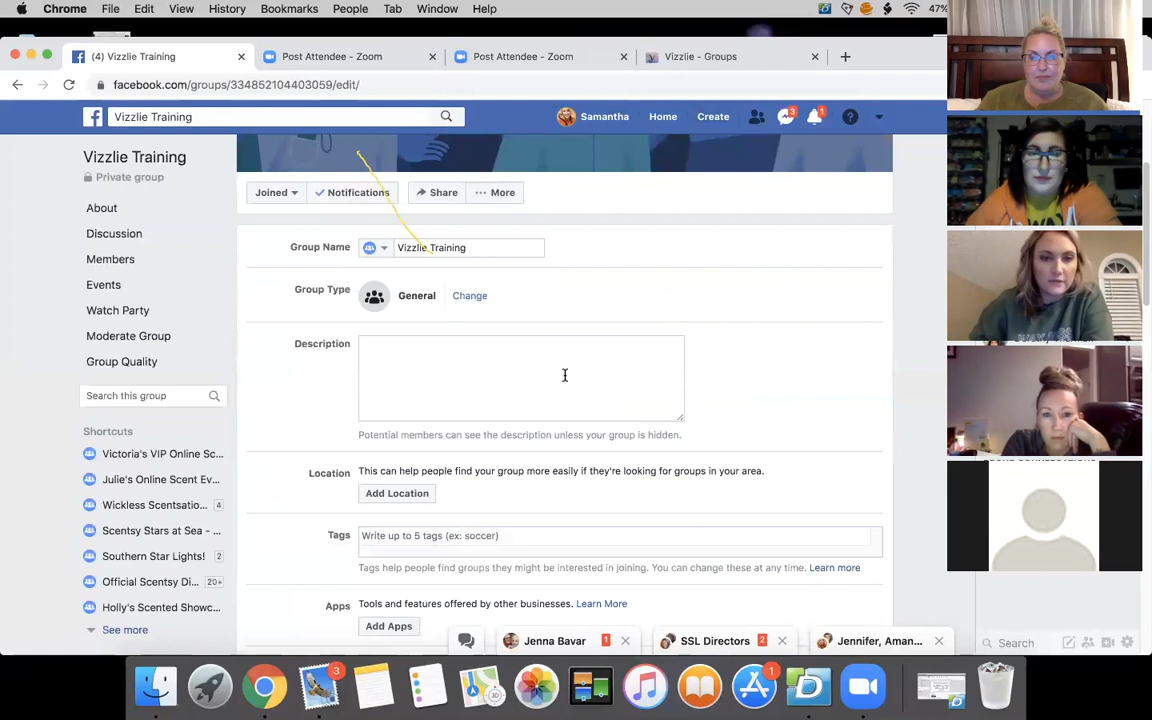 Chrome File Edit View History Bookmarks People Tab Window Help 47%
(4) Vizzlie Training Post Attendee - Zoom Post Attendee - Zoom Vizzlie - Groups
facebook.com/groups/334852104403059/edit/
Vizzlie Training Samantha Home Create 3 1
Vizzlie Training
Private group
About
Discussion
Members
Events
Watch Party
Moderate Group
Group Quality
Search this group
Shortcuts
Victoria's VIP Online Sc...
Julie's Online Scent Ev...
Wickless Scentsatio... 4
Scentsy Stars at Sea - ...
Southern Star Lights! 2
Official Scentsy Di... 20+
Holly's Scented Showc...
See more
Joined Notifications Share ... More
Group Name Vizzlie Training
Group Type General Change
Description
Potential members can see the description unless your group is hidden.
Location This can help people find your group more easily if they're looking for groups in your area.
Add Location
Tags Write up to 5 tags (ex: soccer)
Tags help people find groups they might be interested in joining. You can change these at any time. Learn more
Apps Tools and features offered by other businesses. Learn More
Add Apps
Jenna Bavar 1 SSL Directors 2 Jennifer, Aman... Search
3 1